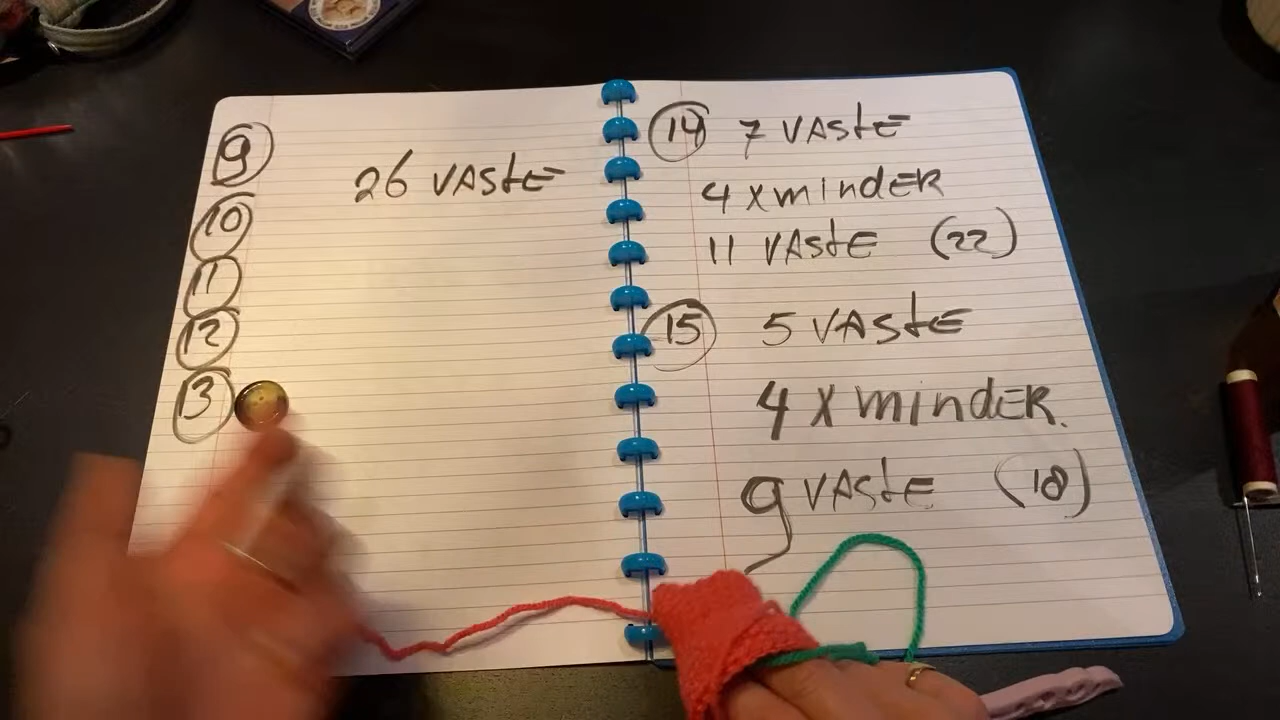 9
26 VASTE
10
11
12
13
14 7 VASTE
4 x minder
11 VASTE (22)
15 5 VASTE
4 x minder.
9 VASTE (18)